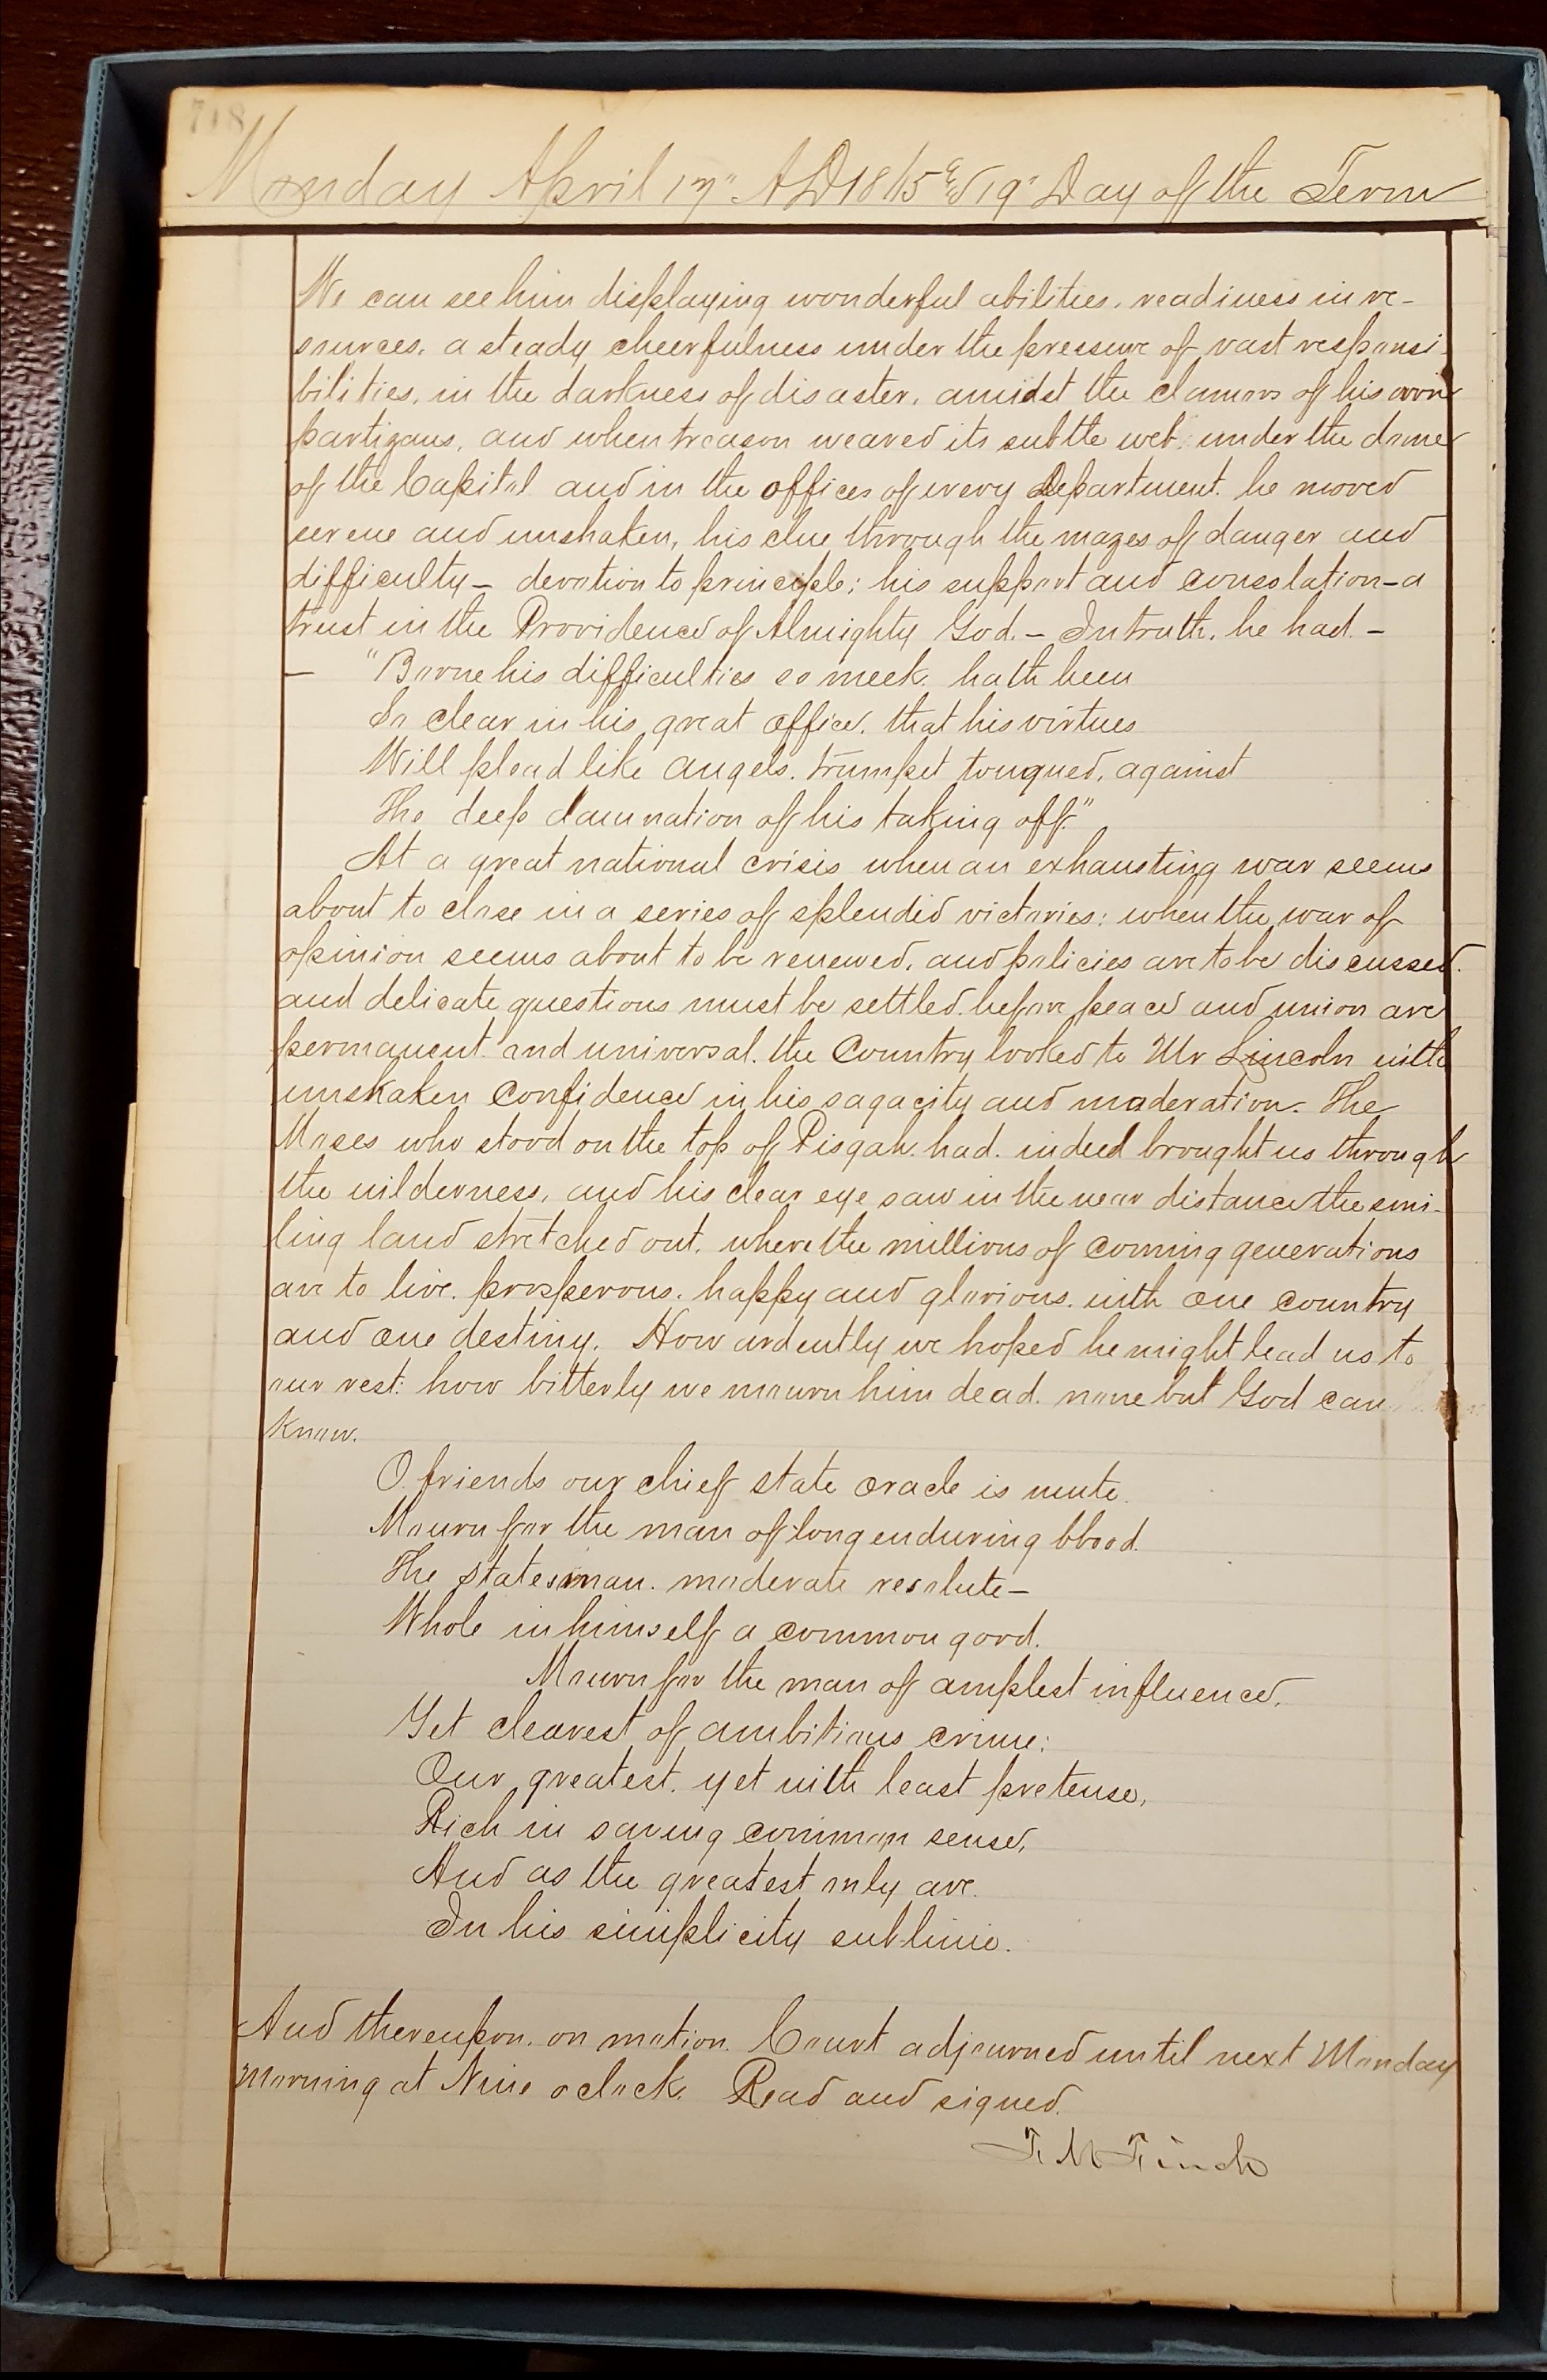 718
Monday April 17" AD 1865 & 19" Day of the Term
We can see him displaying wonderful abilities, readiness in re-
sources, a steady cheerfulness under the pressure of vast responsi-
bilities, in the darkness of disaster, amidst the clamors of his own
partizans, and when treason weaved its subtle web under the dome
of the Capitol and in the offices of every Department. he moved
serene and unshaken, his clue through the mazes of danger and
difficulty - devotion to principle; his support and consolation - a
trust in the Providence of Almighty God. - In truth, he had -
- "Borne his difficulties so meek, hath been
So clear in his great office, that his virtues
Will plead like angels, trumpet tongued, against
The deep damnation of his taking off."
At a great national crisis when an exhausting war seems
about to close in a series of splendid victories: when the war of
opinion seems about to be renewed, and policies are to be discussed.
and delicate questions must be settled, before peace and union are
permanent and universal. the Country looked to Mr Lincoln with
unshaken Confidence in his sagacity and moderation. The
Moses who stood on the top of Pisgah. had. indeed brought us through
the wilderness, and his clear eye saw in the near distance the smi-
ling land stretched out, where the millions of coming generations
are to live. prosperous. happy and glorious. with one country
and one destiny. How ardently we hoped he might lead us to
our rest: how bitterly we mourn him dead. none but God can
know.
O. friends our chief state oracle is mute.
Mourn for the man of long enduring blood.
The statesman. moderate resolute-
Whole in himself a common good.
Mourn for the man of amplest influence,
Yet clearest of ambitious crime:
Our greatest. yet with least pretense,
Rich in saving common sense,
And as the greatest only are.
In his simplicity sublime.
And thereupon. on motion. Court adjourned until next Monday
Morning at Nine oclock. Read and signed.
F. M. Finch